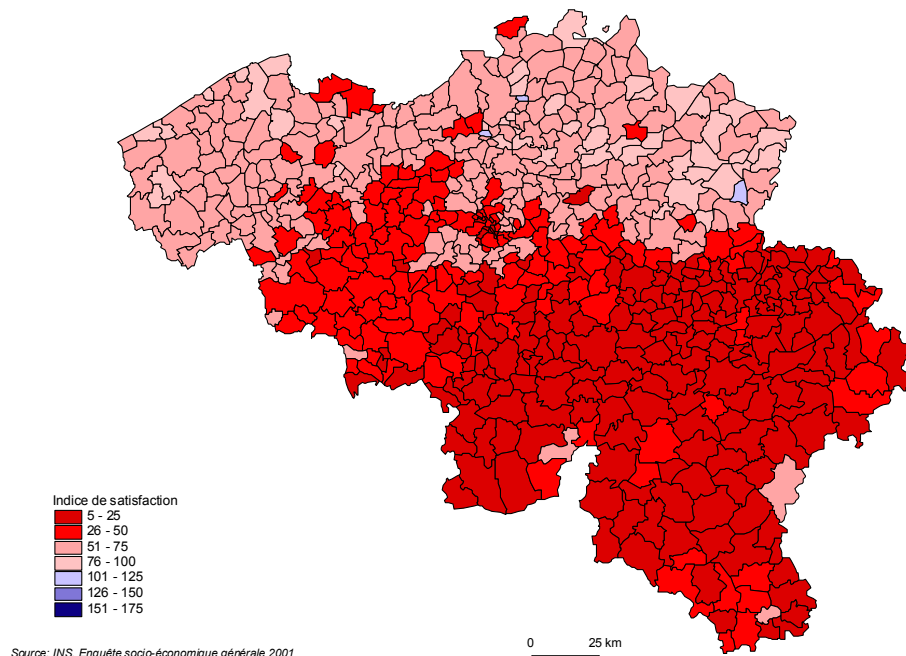 Indice de satisfaction
5 - 25
26 - 50
51 - 75
76 - 100
101 - 125
126 - 150
151 - 175
0 25 km
Source: INS, Enquête socio-économique générale 2001